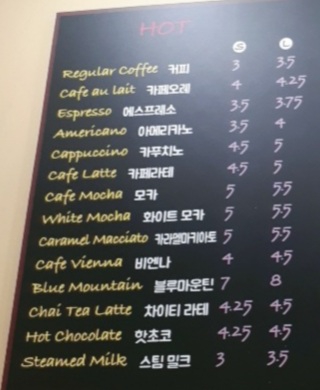 HOT
S L
Regular Coffee 커피 3 3.5
Cafe au lait 카페오레 4 4.25
Espresso 에스프레소 3.5 3.75
Americano 아메리카노 3.5 4
Cappuccino 카푸치노 4.5 5
Cafe Latte 카페라테 4.5 5
Cafe Mocha 모카 5 5.5
White Mocha 화이트 모카 5 5.5
Caramel Macciato 카라멜마키아토 5 5.5
Cafe Vienna 비엔나 4 4.5
Blue Mountain 블루마운틴 7 8
Chai Tea Latte 차이티 라테 4.25 4.5
Hot Chocolate 핫초코 4.25 4.5
Steamed Milk 스팀 밀크 3 3.5